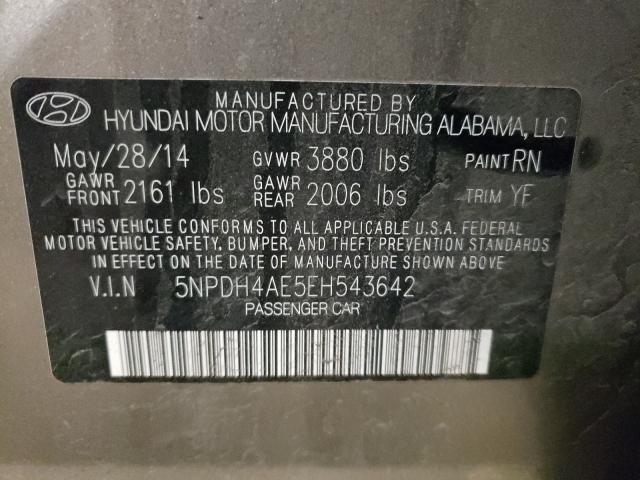 MANUFACTURED BY
HYUNDAI MOTOR MANUFACTURING ALABAMA, LLC
May/28/14 GVWR 3880 lbs PAINT RN
GAWR FRONT 2161 lbs GAWR REAR 2006 lbs TRIM YF
THIS VEHICLE CONFORMS TO ALL APPLICABLE U.S.A. FEDERAL
MOTOR VEHICLE SAFETY, BUMPER, AND THEFT PREVENTION STANDARDS
IN EFFECT ON THE DATE OF MANUFACTURE SHOWN ABOVE.
V.I.N 5NPDH4AE5EH543642
PASSENGER CAR